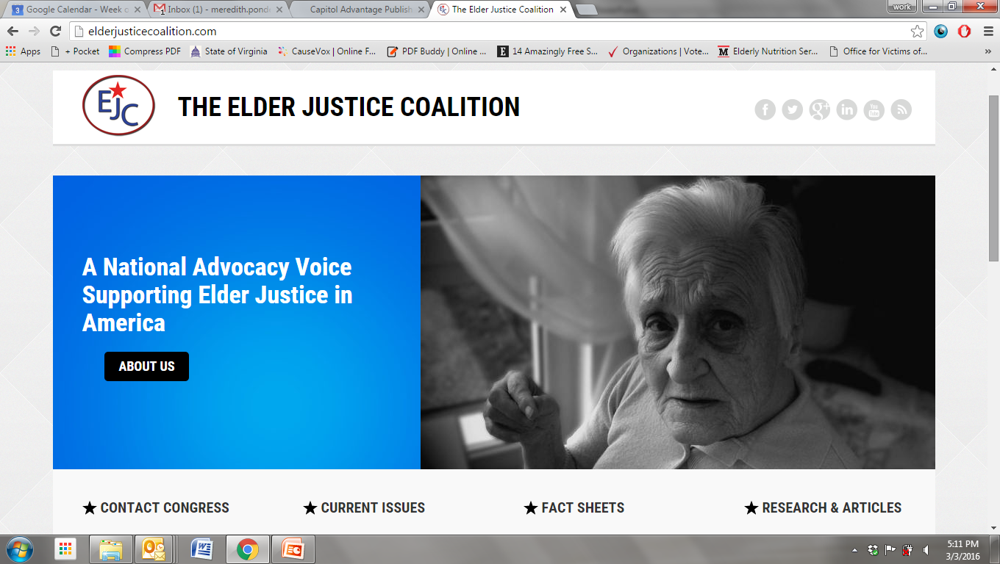 Google Calendar - Week o
Inbox (1) - meredith.pond
Capitol Advantage Publish
The Elder Justice Coalition
work
elderjusticecoalition.com
Apps
+ Pocket
Compress PDF
State of Virginia
CauseVox | Online F...
PDF Buddy | Online ...
14 Amazingly Free S...
Organizations | Vote...
Elderly Nutrition Ser...
Office for Victims of...
»
EJC
THE ELDER JUSTICE COALITION
A National Advocacy Voice
Supporting Elder Justice in
America
ABOUT US
★ CONTACT CONGRESS
★ CURRENT ISSUES
★ FACT SHEETS
★ RESEARCH & ARTICLES
5:11 PM
3/3/2016